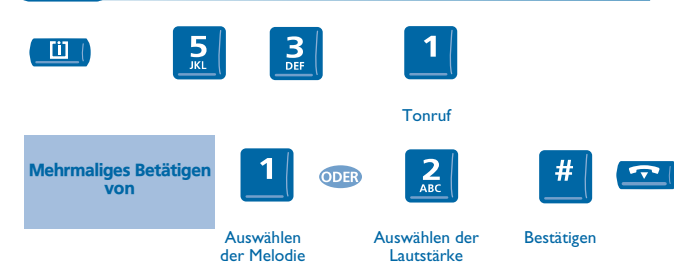 i
5 3 1
JKL DEF
Tonruf
Mehrmaliges Betätigen
von
1 ODER 2 #
ABC
Auswählen
der Melodie
Auswählen der
Lautstärke
Bestätigen